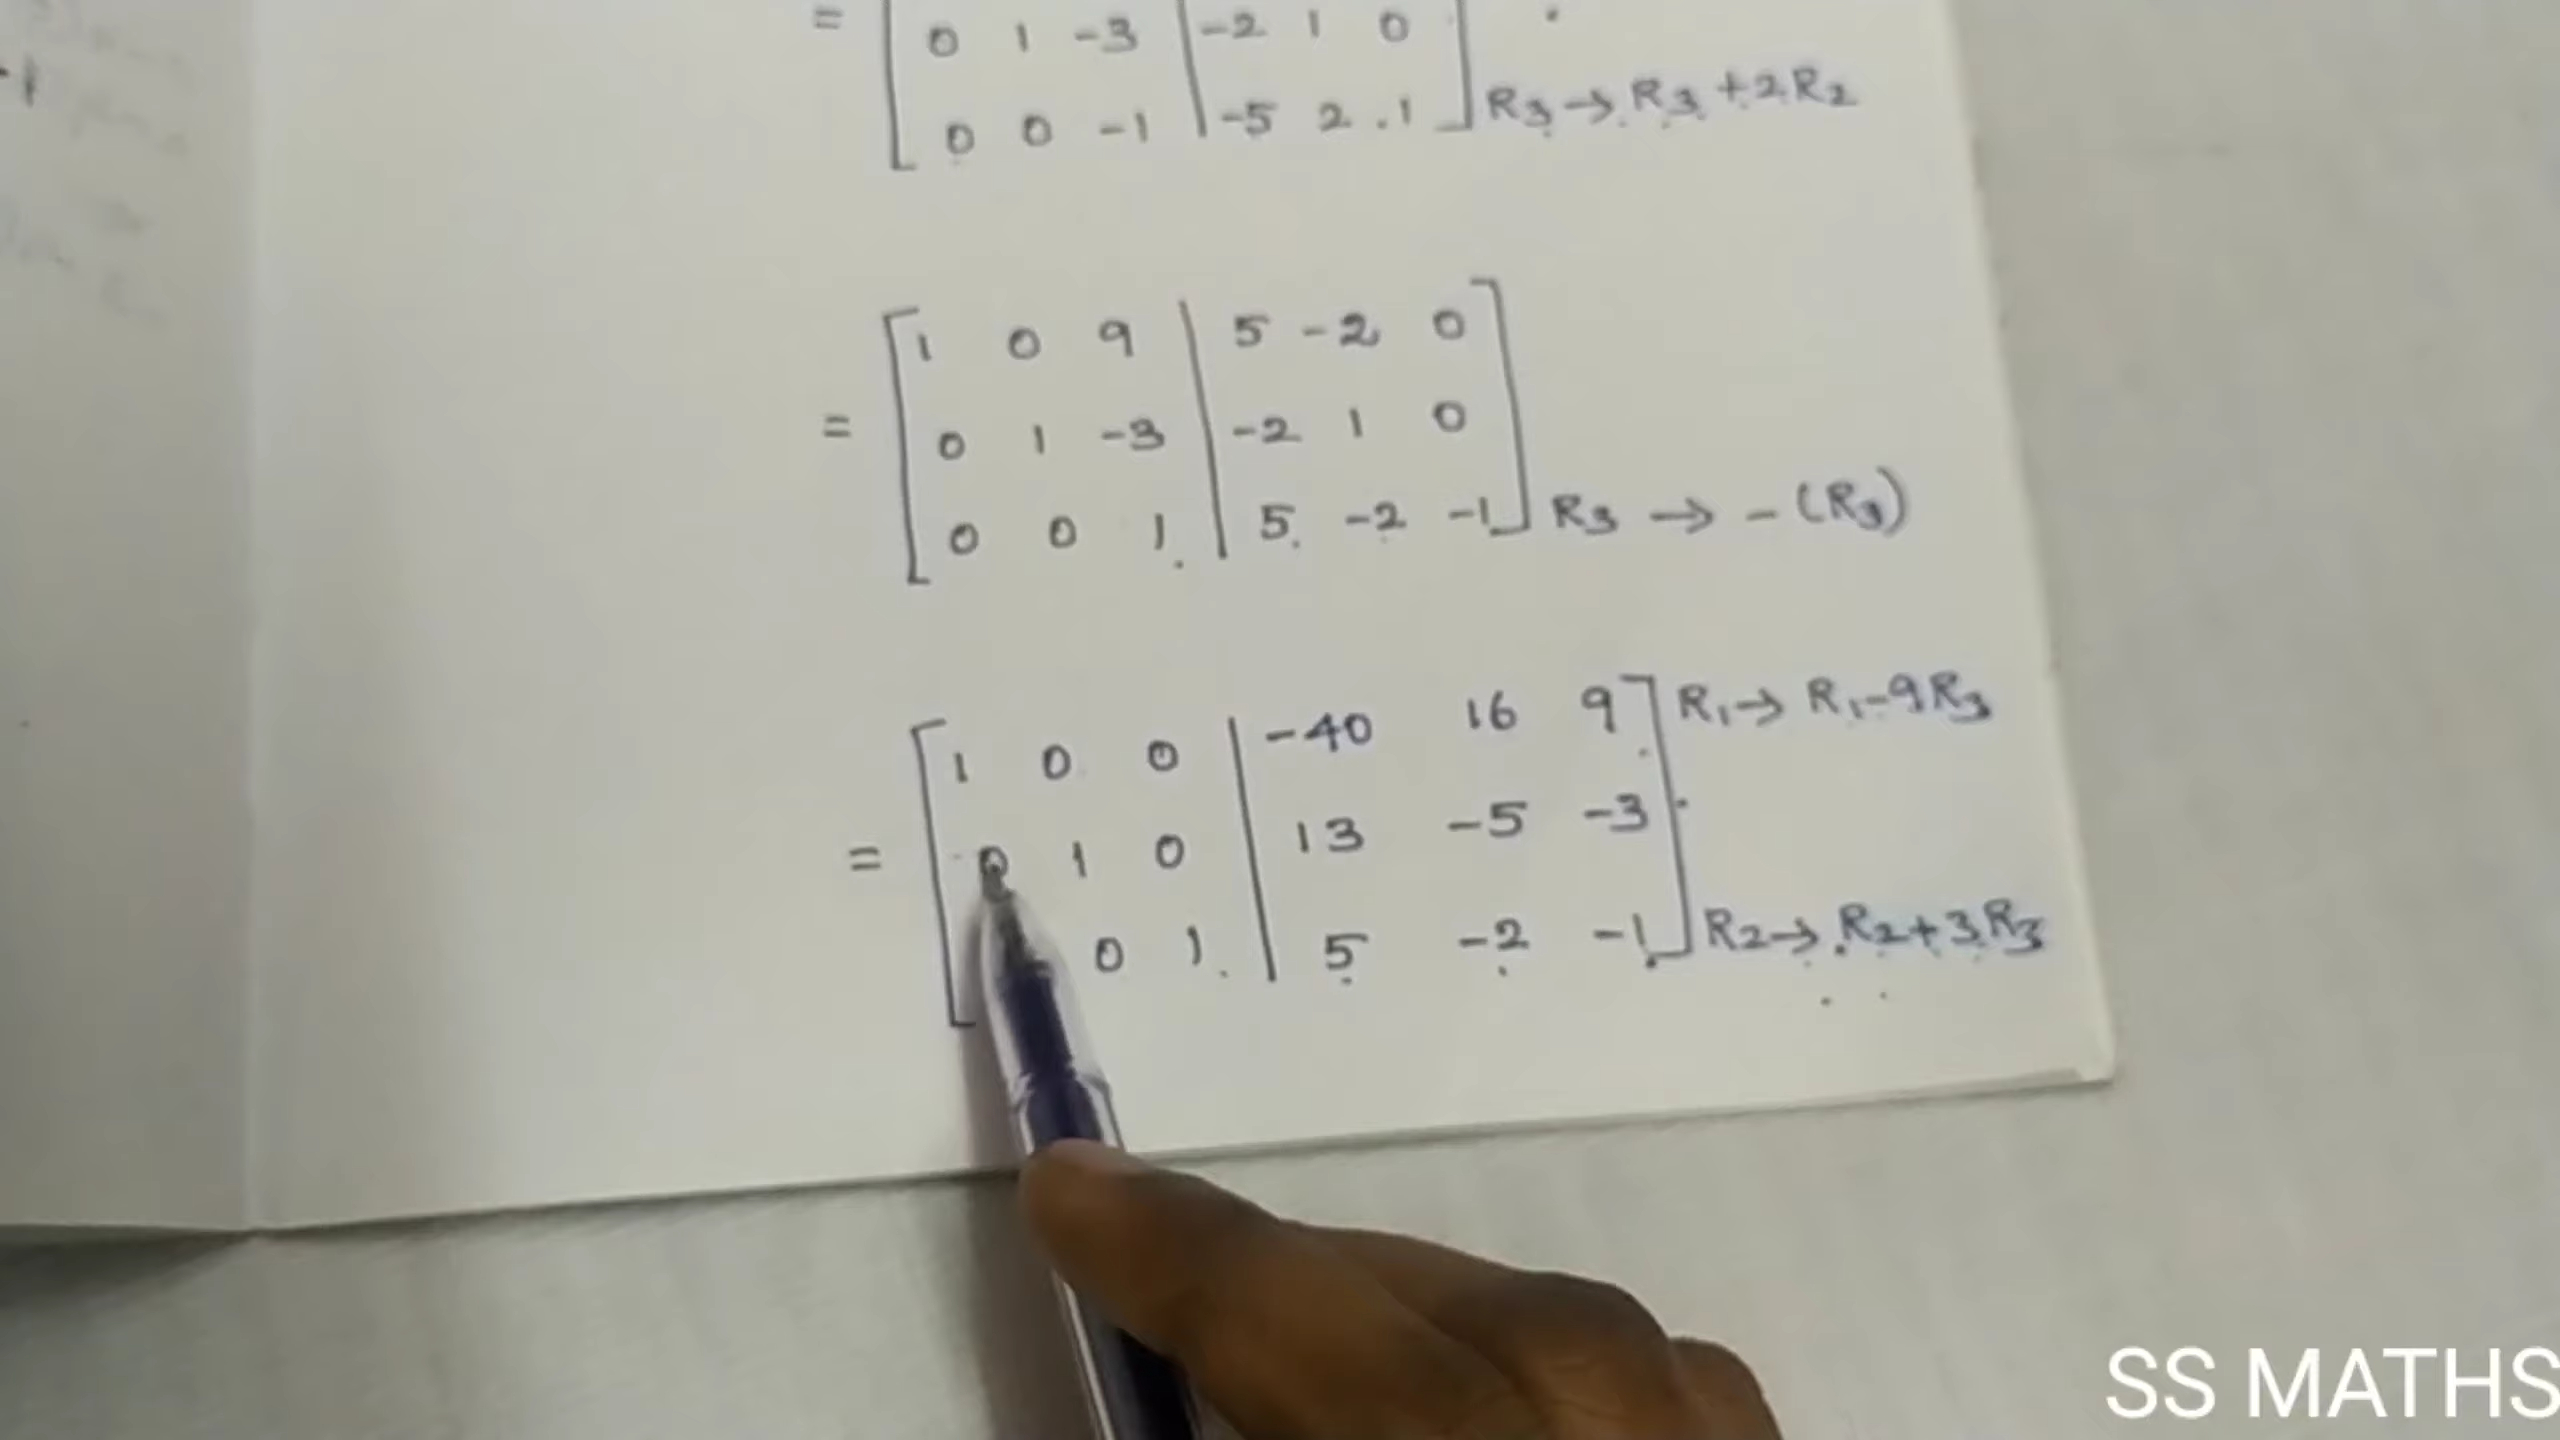 = 0 1 -3 | -2 1 0
0 0 -1 | -5 2 1 R3 → R3 + 2R2
1 0 9 | 5 -2 0
= 0 1 -3 | -2 1 0
0 0 1 | 5 -2 -1 R3 → -(R3)
1 0 0 | -40 16 9 R1 → R1-9R3
= 0 1 0 | 13 -5 -3
0 1 | 5 -2 -1 R2 → R2+3R3
SS MATHS